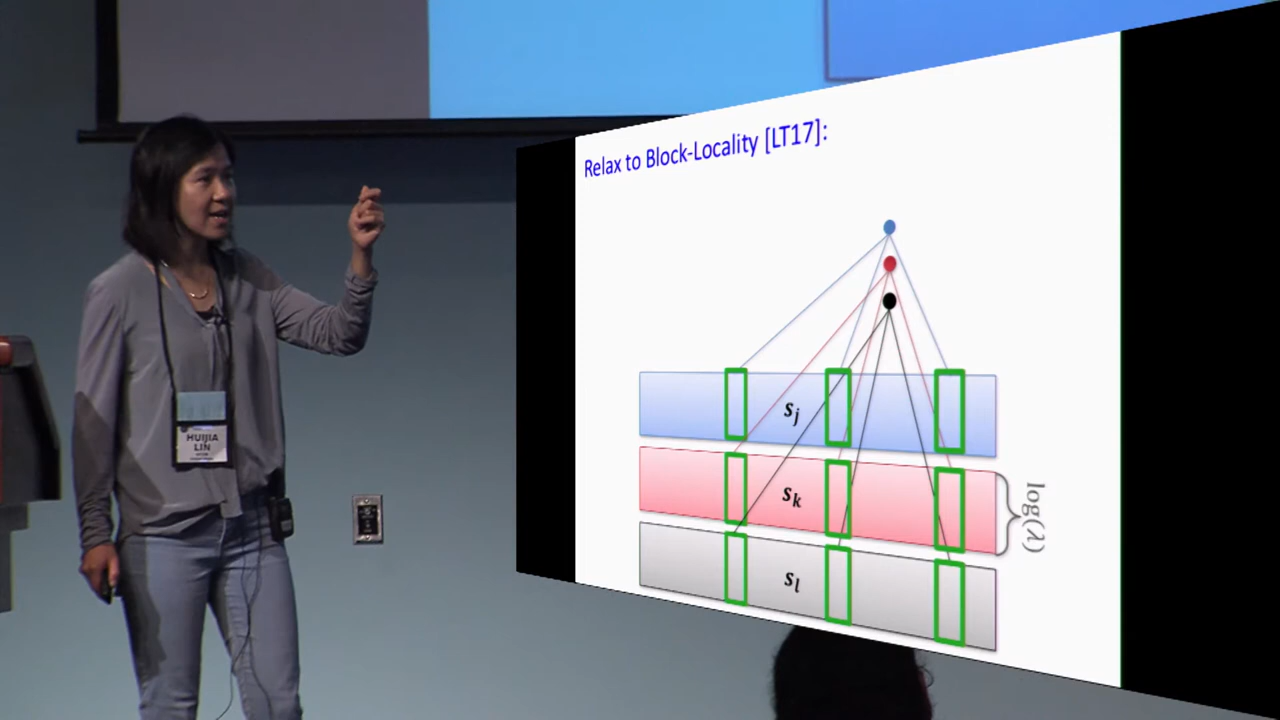 Relax to Block-Locality [LT17]:
s_j
s_k
log(λ)
s_l
HUIJIA
LIN